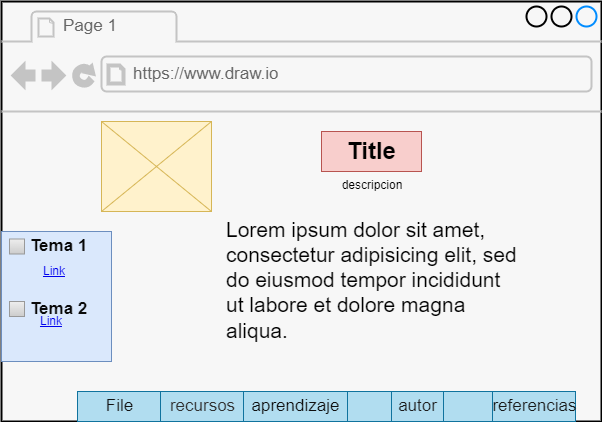 Page 1
https://www.draw.io
Title
descripcion
Lorem ipsum dolor sit amet,
consectetur adipisicing elit, sed
do eiusmod tempor incididunt
ut labore et dolore magna
aliqua.
Tema 1
Link
Tema 2
Link
File recursos aprendizaje autor referencias